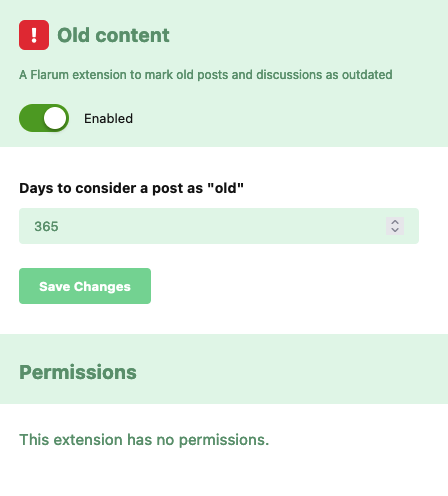 Old content
A Flarum extension to mark old posts and discussions as outdated
Enabled
Days to consider a post as "old"
365
Save Changes
Permissions
This extension has no permissions.